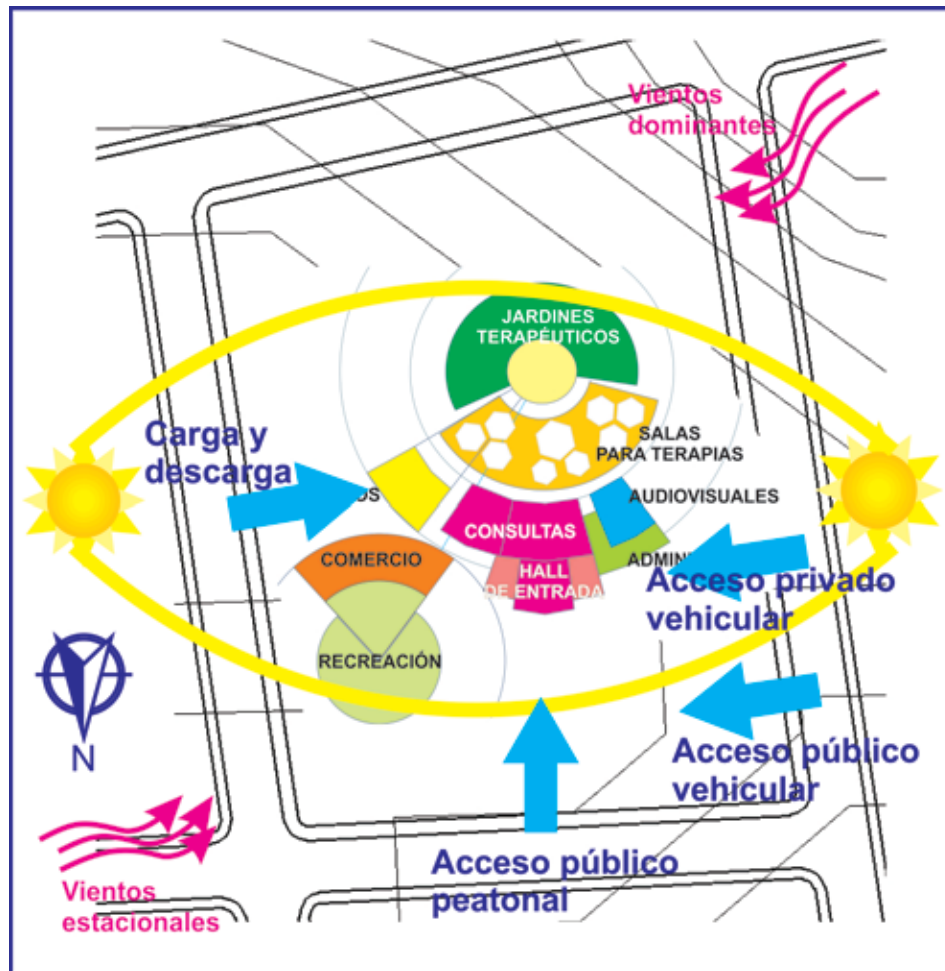 Vientos
dominantes
JARDINES
TERAPÉUTICOS
Carga y
descarga
SALAS
PARA TERAPIAS
AUDIOVISUALES
CONSULTAS
COMERCIO
HALL
DE ENTRADA
Acceso privado
vehicular
RECREACIÓN
N
Acceso público
vehicular
Acceso público
peatonal
Vientos
estacionales